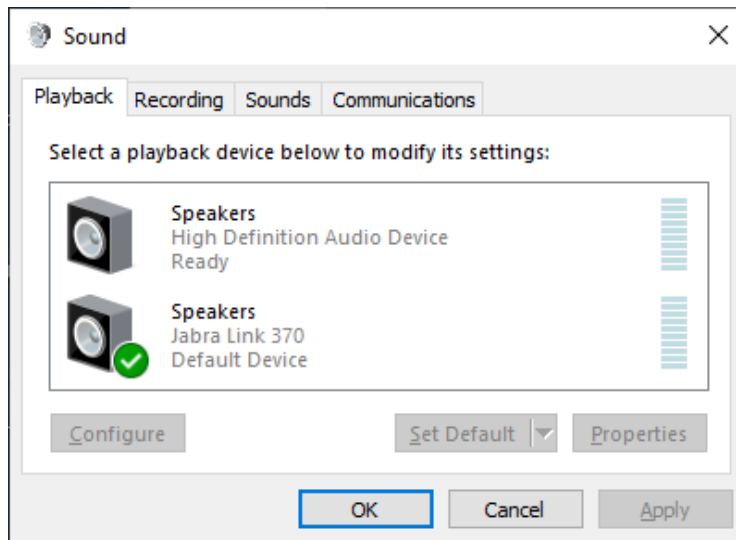 Sound
Playback Recording Sounds Communications
Select a playback device below to modify its settings:
Speakers
High Definition Audio Device
Ready
Speakers
Jabra Link 370
Default Device
Configure Set Default Properties
OK Cancel Apply